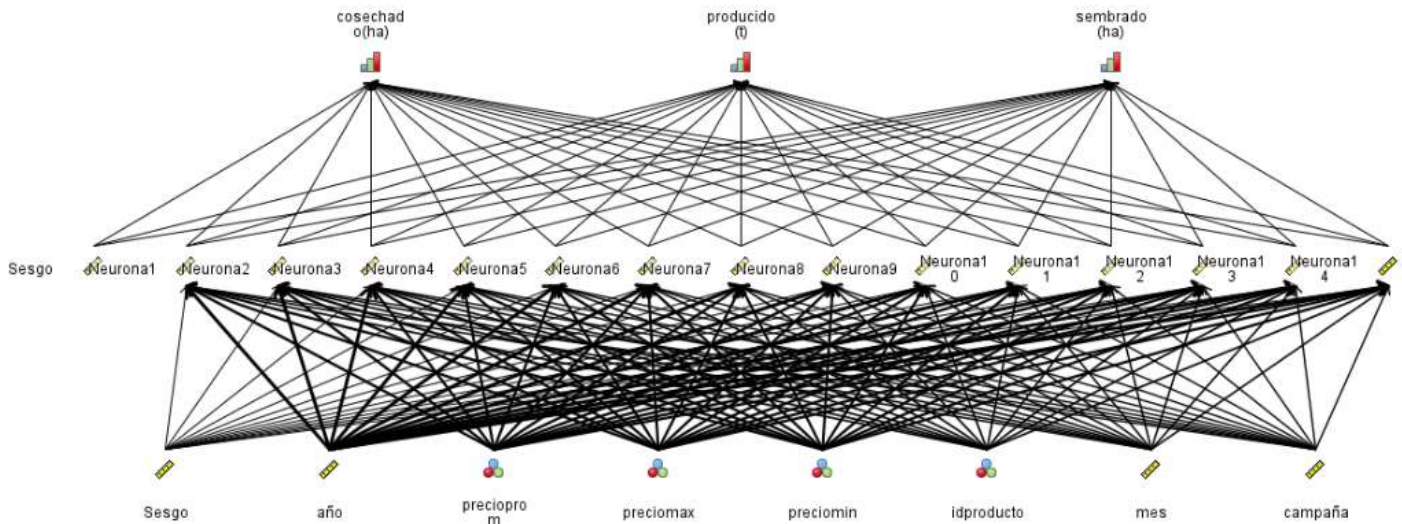 cosechad producido sembrado
o(ha) (t) (ha)
Sesgo Neurona1 Neurona2 Neurona3 Neurona4 Neurona5 Neurona6 Neurona7 Neurona8 Neurona9 Neurona1 Neurona1 Neurona1 Neurona1 Neurona1
0 1 2 3 4
Sesgo año preciopro preciomax preciomin idproducto mes campaña
m